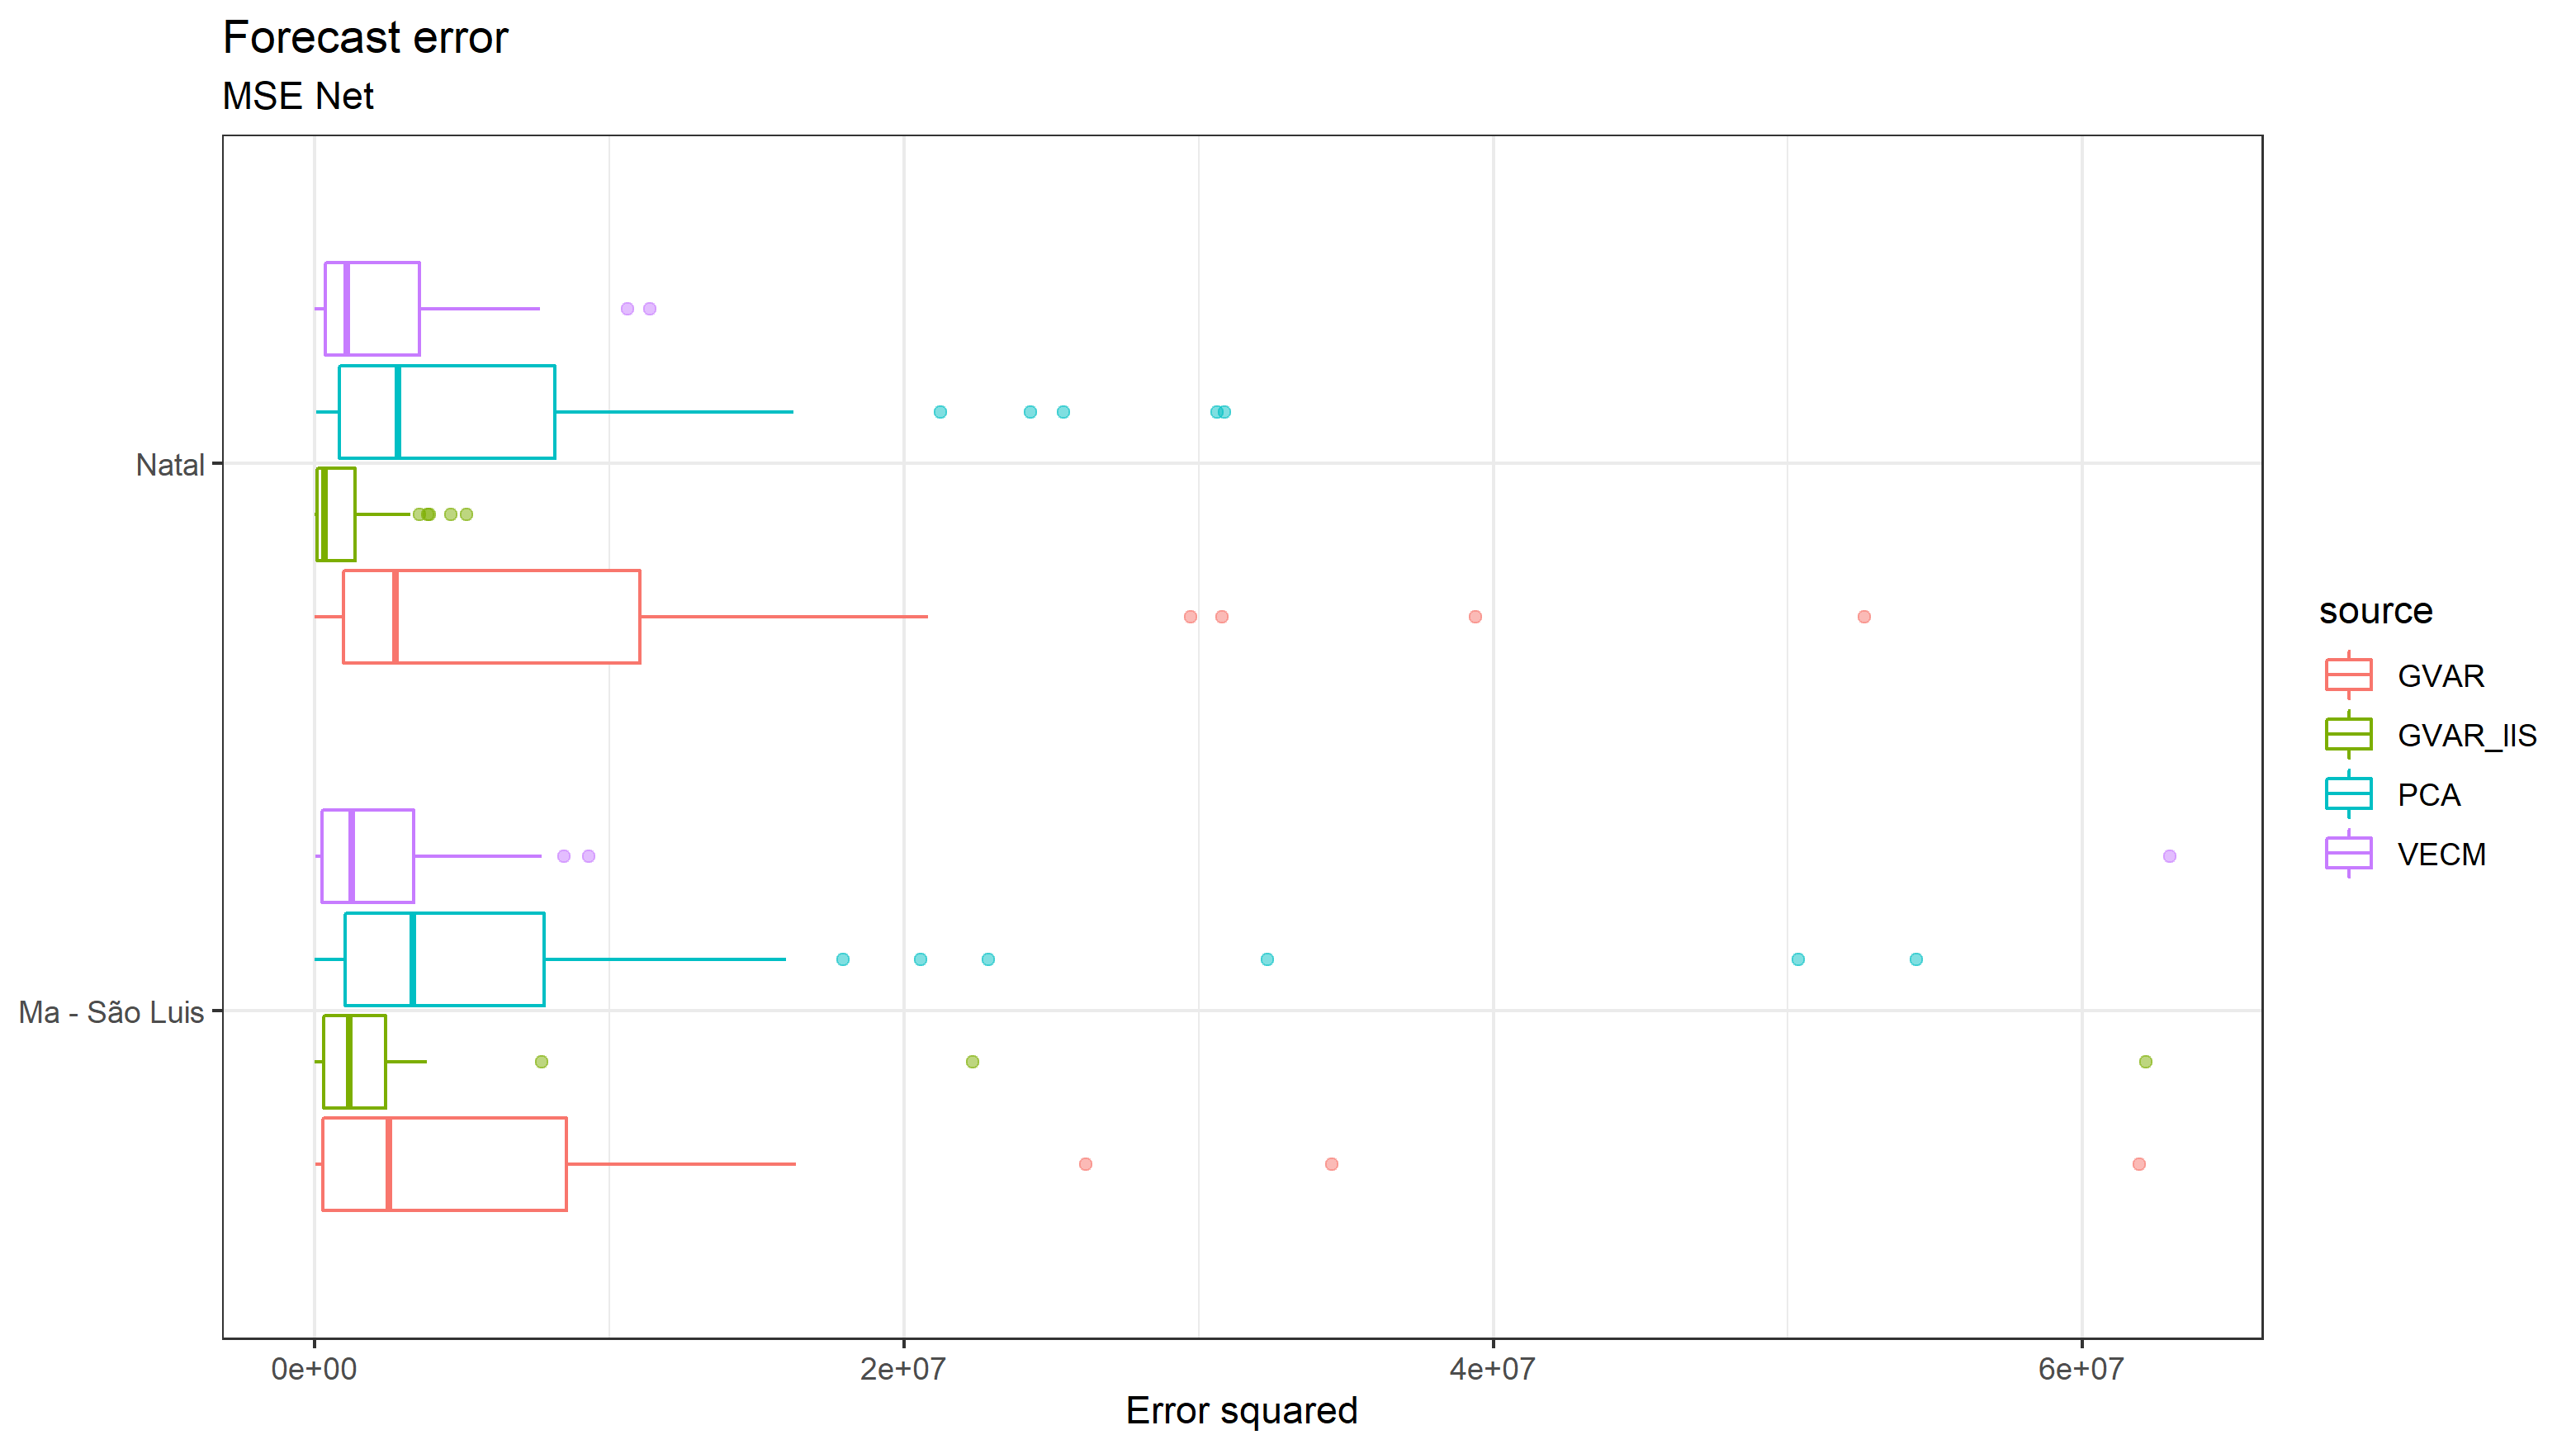 Forecast error
MSE Net
Natal
Ma - São Luis
0e+00
2e+07
4e+07
6e+07
Error squared
source
GVAR
GVAR_IIS
PCA
VECM